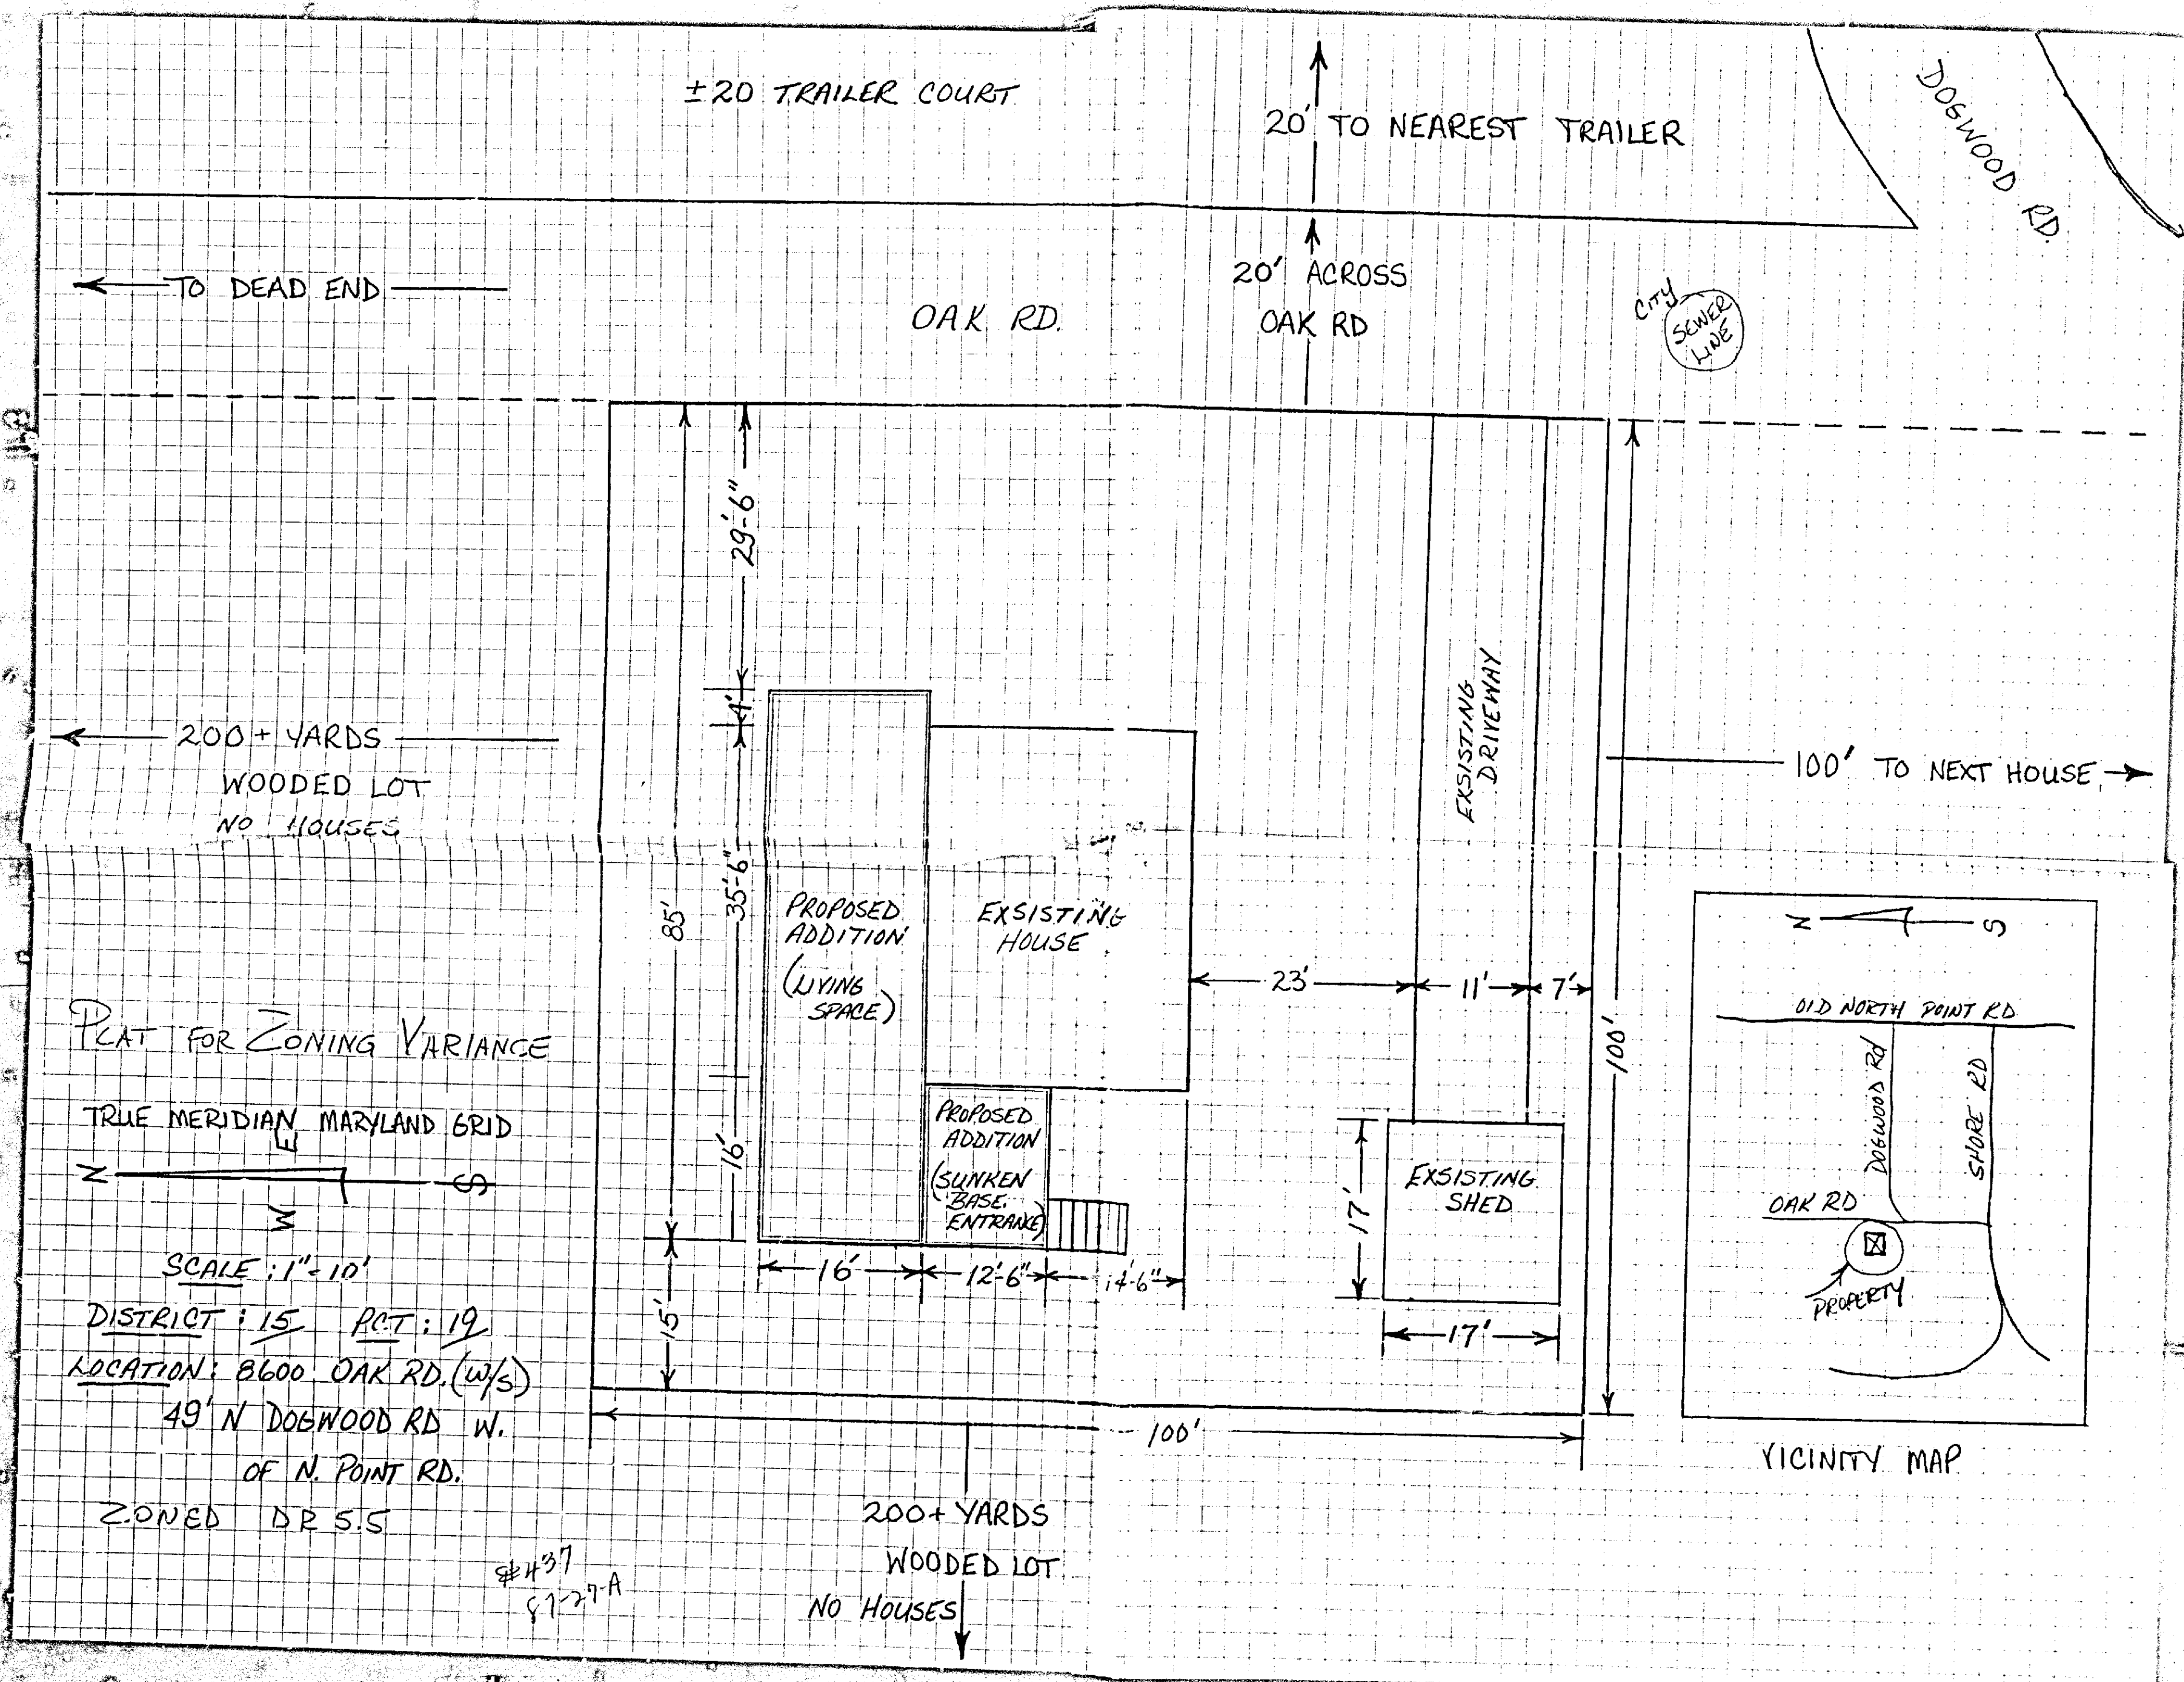 ±20 TRAILER COURT
20' TO NEAREST TRAILER
DOGWOOD RD.
TO DEAD END
OAK RD.
20' ACROSS
OAK RD
CITY
SEWER
LINE
29'-6"
4'
35'-6"
85'
16'
15'
200+ YARDS
WOODED LOT
NO HOUSES
PROPOSED
ADDITION
(LIVING
SPACE)
EXSISTING
HOUSE
EXSISTING
DRIVEWAY
100' TO NEXT HOUSE
23'
11'
7'
100'
PROPOSED
ADDITION
(SUNKEN
BASE.
ENTRANCE)
EXSISTING
SHED
17'
17'
16'
12'-6"
14'-6"
100'
200+ YARDS
WOODED LOT
NO HOUSES
PLAT FOR ZONING VARIANCE
TRUE MERIDIAN MARYLAND GRID
E
N S
W
SCALE: 1"-10'
DISTRICT: 15 PCT: 19
LOCATION: 8600 OAK RD. (W/S)
49' N DOGWOOD RD W.
OF N. POINT RD.
ZONED DR 5.5
#437
87-27-A
N S
OLD NORTH POINT RD
DOGWOOD Rd
SHORE RD
OAK RD
PROPERTY
VICINITY MAP